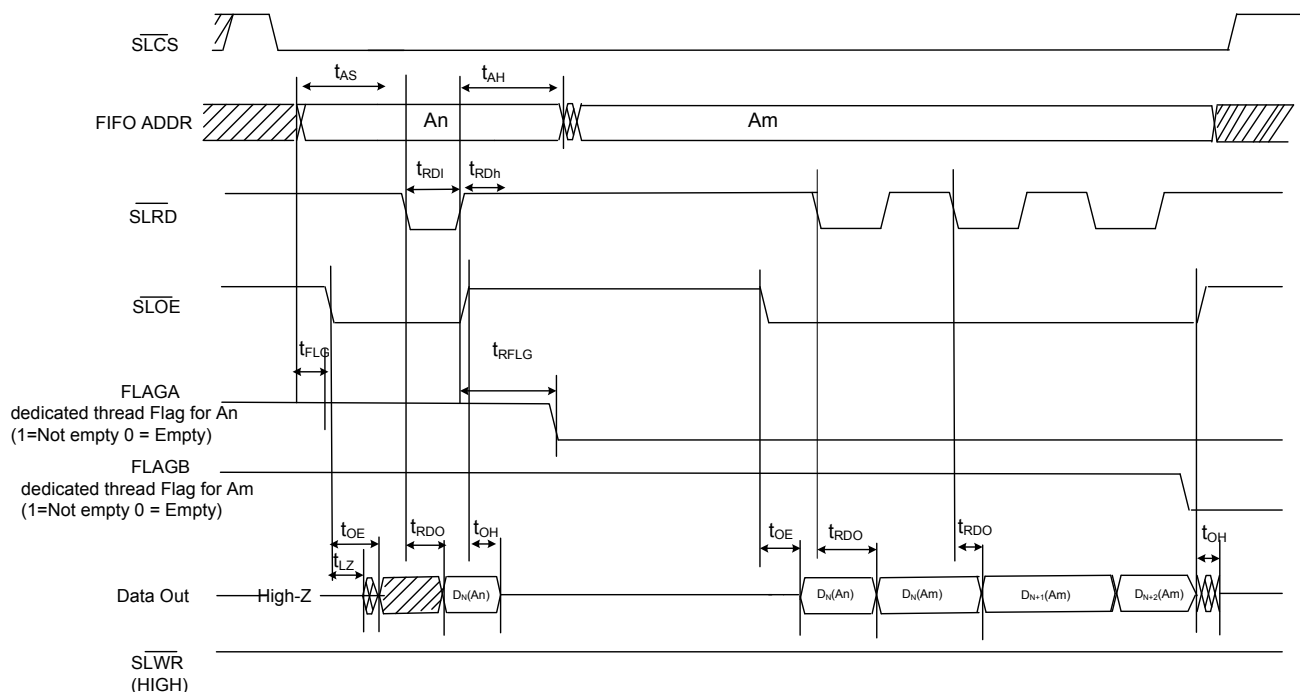 SLCS
tAS
tAH
FIFO ADDR
An
Am
tRDl
tRDh
SLRD
SLOE
tFLG
tRFLG
FLAGA
dedicated thread Flag for An
(1=Not empty 0 = Empty)
FLAGB
dedicated thread Flag for Am
(1=Not empty 0 = Empty)
tOE
tRDO
tOH
tOE
tRDO
tRDO
tOH
tLZ
Data Out
High-Z
DN(An)
DN(An)
DN(Am)
DN+1(Am)
DN+2(Am)
SLWR
(HIGH)